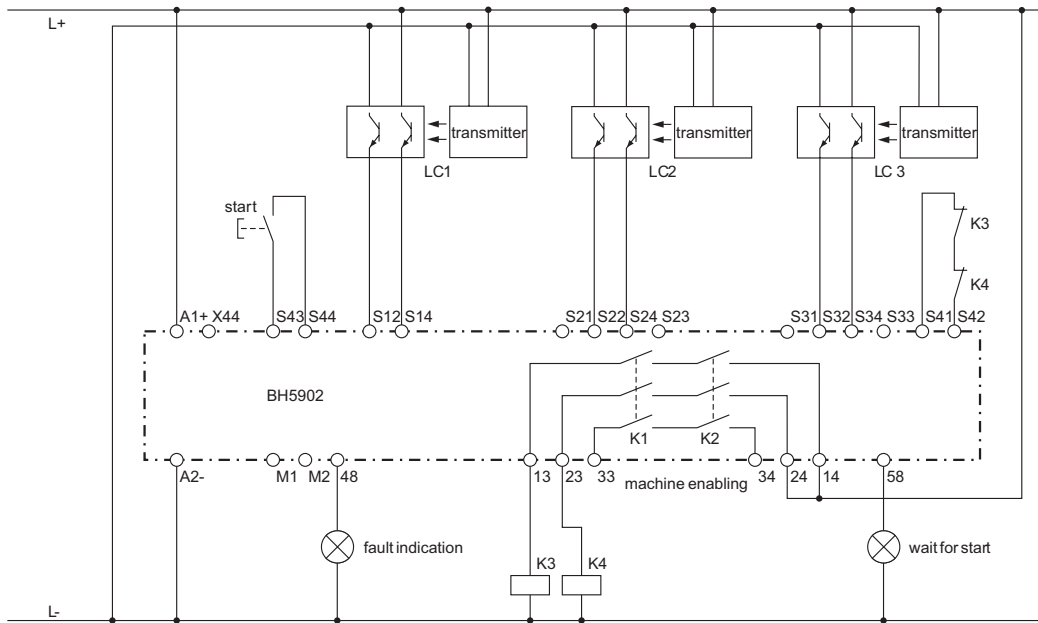 L+
transmitter
transmitter
transmitter
LC1
LC2
LC 3
start
K3
K4
A1+ X44 S43 S44 S12 S14 S21 S22 S24 S23 S31 S32 S34 S33 S41 S42
BH5902
K1 K2
A2- M1 M2 48 13 23 33 machine enabling 34 24 14 58
fault indication
K3 K4
wait for start
L-